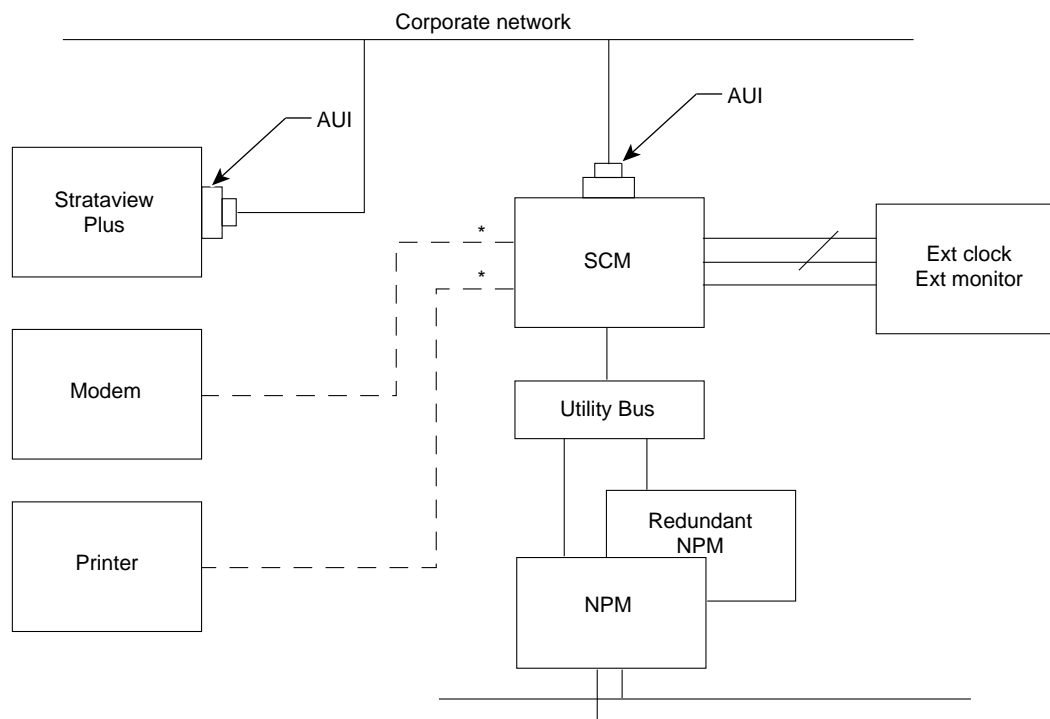 Corporate network
AUI
AUI
Strataview
Plus
*
*
SCM
Ext clock
Ext monitor
Modem
Utility Bus
Redundant
NPM
Printer
NPM